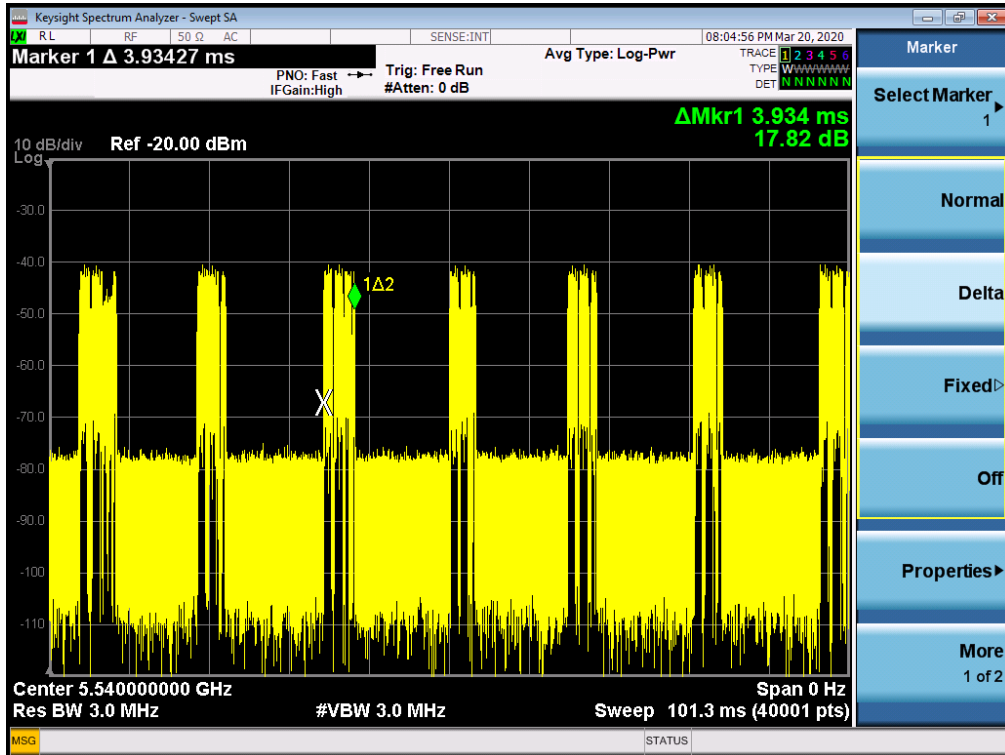 Keysight Spectrum Analyzer - Swept SA
LXI RL RF 50 Ω AC SENSE:INT 08:04:56 PM Mar 20, 2020
Marker 1 Δ 3.93427 ms
PNO: Fast
IFGain:High
Trig: Free Run
#Atten: 0 dB
Avg Type: Log-Pwr
TRACE 1 2 3 4 5 6
TYPE WWWWWW
DET N N N N N N
ΔMkr1 3.934 ms
17.82 dB
10 dB/div Ref -20.00 dBm
Log
-30.0
-40.0
1Δ2
-50.0
-60.0
X
-70.0
-80.0
-90.0
-100
-110
Center 5.540000000 GHz Span 0 Hz
Res BW 3.0 MHz #VBW 3.0 MHz Sweep 101.3 ms (40001 pts)
MSG STATUS
Marker
Select Marker
1
Normal
Delta
Fixed
Off
Properties
More
1 of 2